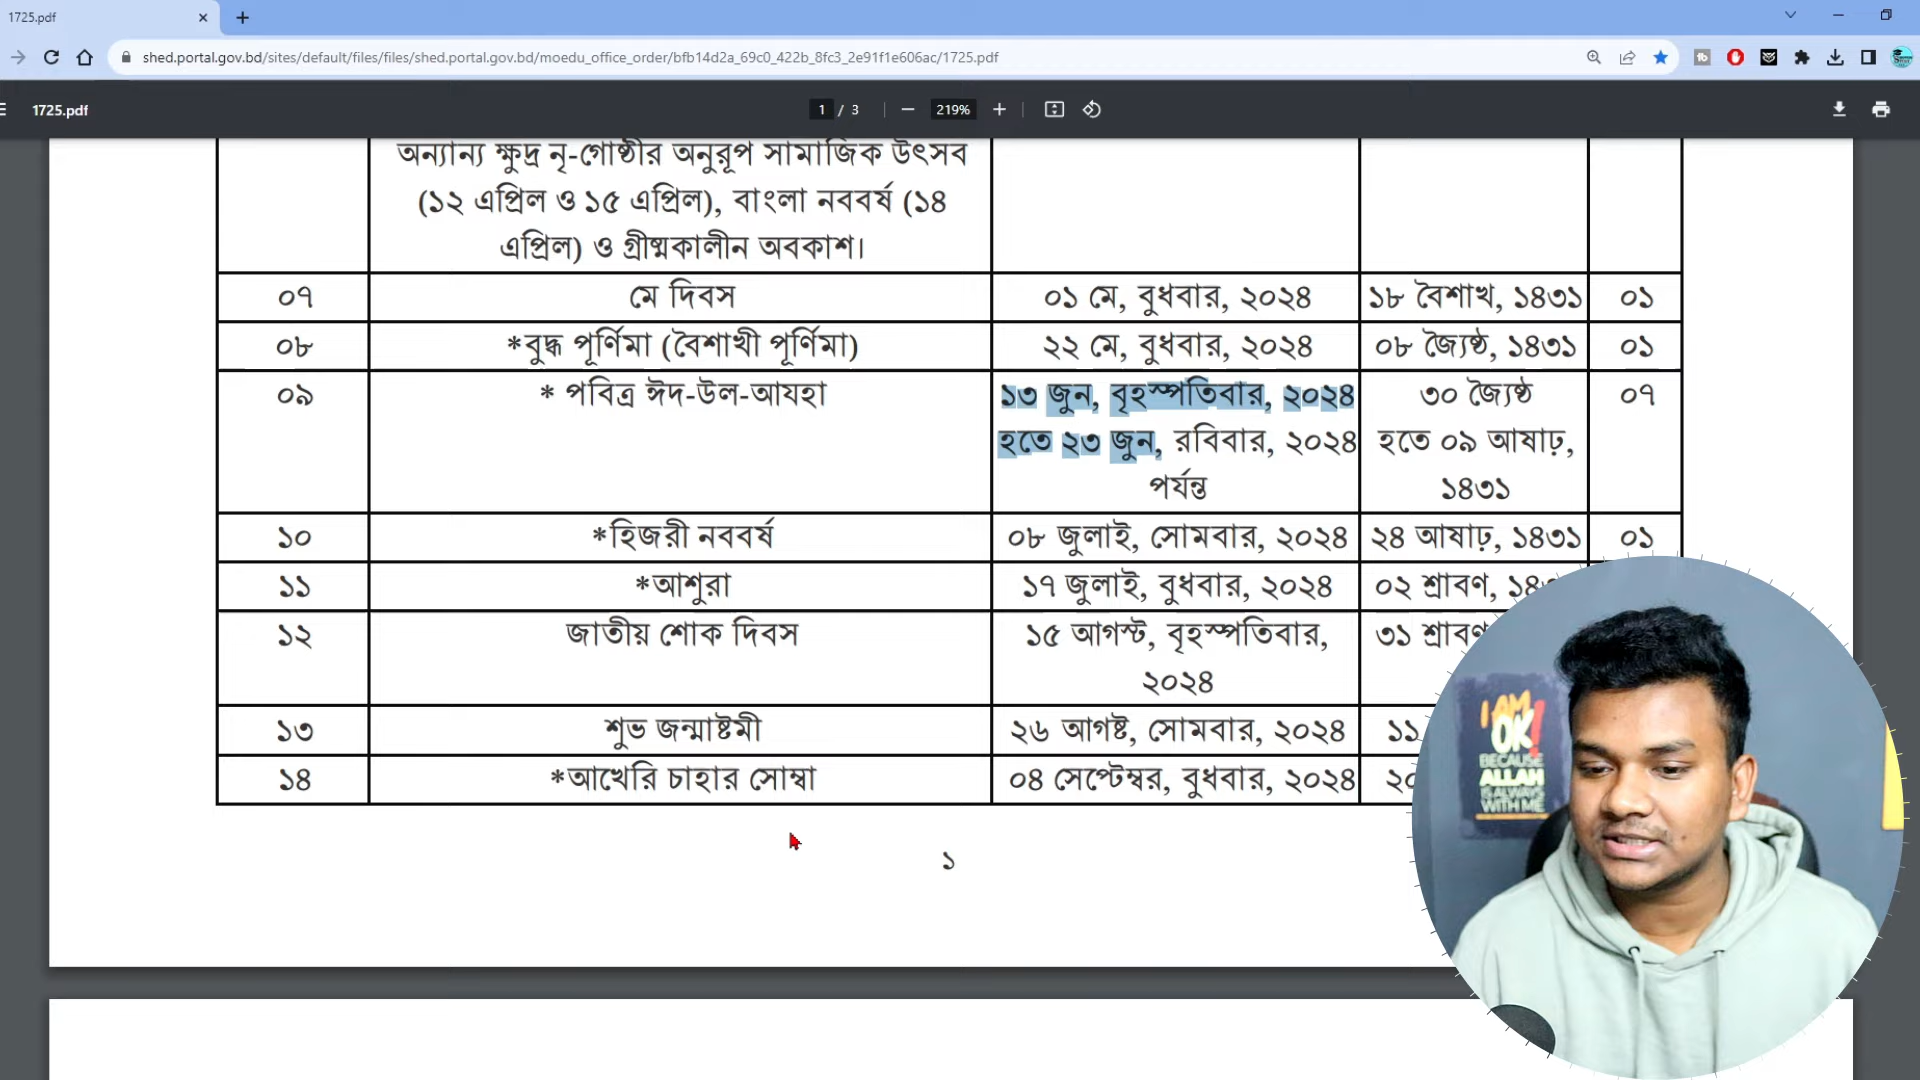 1725.pdf
shed.portal.gov.bd/sites/default/files/files/shed.portal.gov.bd/moedu_office_order/bfb14d2a_69c0_422b_8fc3_2e91f1e606ac/1725.pdf
1725.pdf
1 / 3
219%
অন্যান্য ক্ষুদ্র নৃ-গোষ্ঠীর অনুরূপ সামাজিক উৎসব
(১২ এপ্রিল ও ১৫ এপ্রিল), বাংলা নববর্ষ (১৪
এপ্রিল) ও গ্রীষ্মকালীন অবকাশ।
০৭ মে দিবস ০১ মে, বুধবার, ২০২৪ ১৮ বৈশাখ, ১৪৩১ ০১
০৮ *বুদ্ধ পূর্ণিমা (বৈশাখী পূর্ণিমা) ২২ মে, বুধবার, ২০২৪ ০৮ জ্যৈষ্ঠ, ১৪৩১ ০১
০৯ * পবিত্র ঈদ-উল-আযহা ১৩ জুন, বৃহস্পতিবার, ২০২৪ ৩০ জ্যৈষ্ঠ ০৭
হতে ২৩ জুন, রবিবার, ২০২৪ হতে ০৯ আষাঢ়,
পর্যন্ত ১৪৩১
১০ *হিজরী নববর্ষ ০৮ জুলাই, সোমবার, ২০২৪ ২৪ আষাঢ়, ১৪৩১ ০১
১১ *আশুরা ১৭ জুলাই, বুধবার, ২০২৪ ০২ শ্রাবণ,
১২ জাতীয় শোক দিবস ১৫ আগস্ট, বৃহস্পতিবার, ৩১ শ্রাবণ
২০২৪
১৩ শুভ জন্মাষ্টমী ২৬ আগষ্ট, সোমবার, ২০২৪ ১১
১৪ *আখেরি চাহার সোম্বা ০৪ সেপ্টেম্বর, বুধবার, ২০২৪ ২০
১
I AM
OK!
BECAUSE
ALLAH
IS ALWAYS
WITH ME